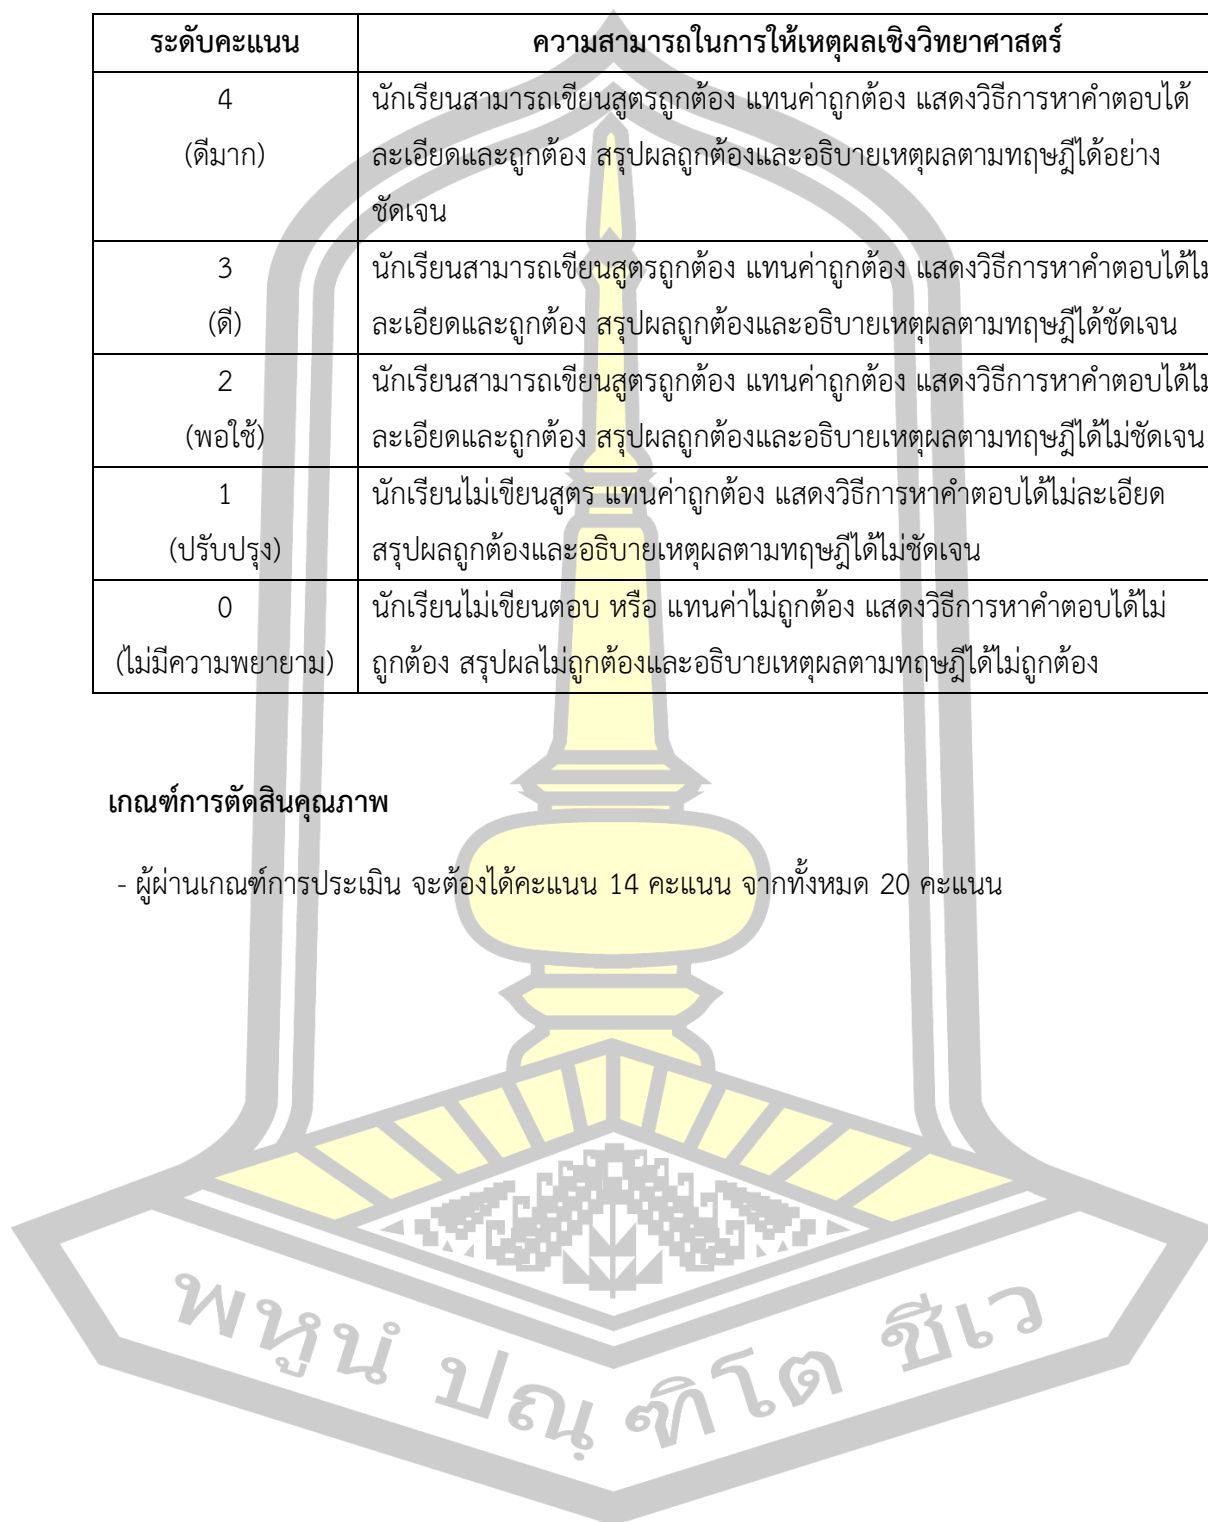 ระดับคะแนน ความสามารถในการให้เหตุผลเชิงวิทยาศาสตร์
4 นักเรียนสามารถเขียนสูตรถูกต้อง แทนค่าถูกต้อง แสดงวิธีการหาคำตอบได้
(ดีมาก) ละเอียดและถูกต้อง สรุปผลถูกต้องและอธิบายเหตุผลตามทฤษฎีได้อย่าง
ชัดเจน
3 นักเรียนสามารถเขียนสูตรถูกต้อง แทนค่าถูกต้อง แสดงวิธีการหาคำตอบได้
(ดี) ละเอียดและถูกต้อง สรุปผลถูกต้องและอธิบายเหตุผลตามทฤษฎีได้ชัดเจน
2 นักเรียนสามารถเขียนสูตรถูกต้อง แทนค่าถูกต้อง แสดงวิธีการหาคำตอบได้
(พอใช้) ละเอียดและถูกต้อง สรุปผลถูกต้องและอธิบายเหตุผลตามทฤษฎีได้ไม่ชัดเจน
1 นักเรียนไม่เขียนสูตร แทนค่าถูกต้อง แสดงวิธีการหาคำตอบได้ไม่ละเอียด
(ปรับปรุง) สรุปผลถูกต้องและอธิบายเหตุผลตามทฤษฎีได้ไม่ชัดเจน
0 นักเรียนไม่เขียนตอบ หรือ แทนค่าไม่ถูกต้อง แสดงวิธีการหาคำตอบได้ไม่
(ไม่มีความพยายาม) ถูกต้อง สรุปผลไม่ถูกต้องและอธิบายเหตุผลตามทฤษฎีได้ไม่ถูกต้อง
เกณฑ์การตัดสินคุณภาพ
- ผู้ผ่านเกณฑ์การประเมิน จะต้องได้คะแนน 14 คะแนน จากทั้งหมด 20 คะแนน
พหูนํ ปณฺฑิโต ชีเว